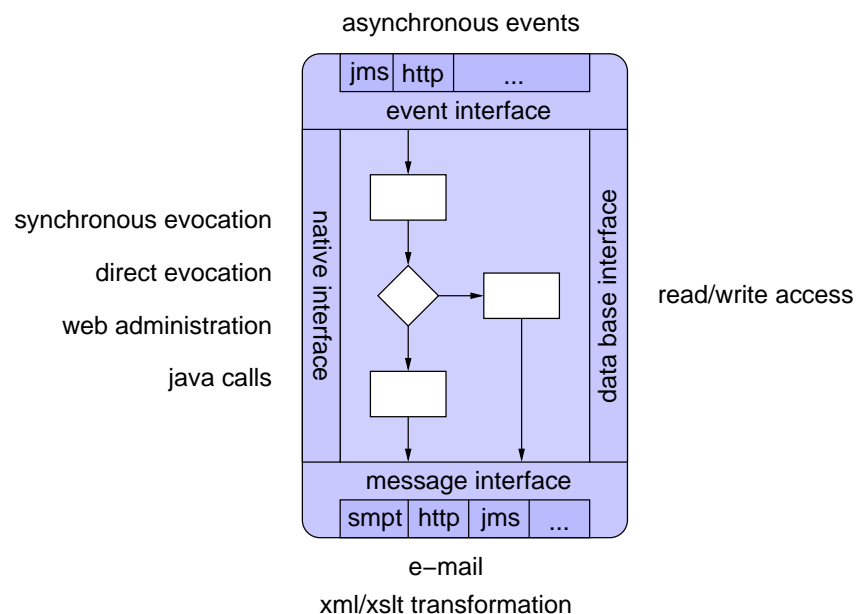 asynchronous events
jms http ...
event interface
native interface
data base interface
synchronous evocation
direct evocation
web administration
java calls
read/write access
message interface
smpt http jms ...
e−mail
xml/xslt transformation